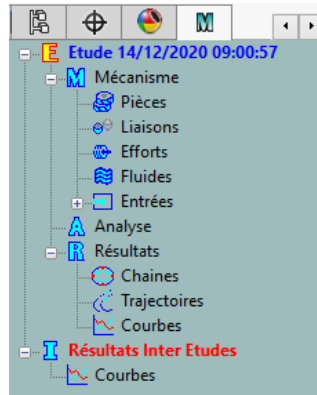 M
E Etude 14/12/2020 09:00:57
M Mécanisme
Pièces
Liaisons
Efforts
Fluides
Entrées
A Analyse
R Résultats
Chaines
Trajectoires
Courbes
I Résultats Inter Etudes
Courbes